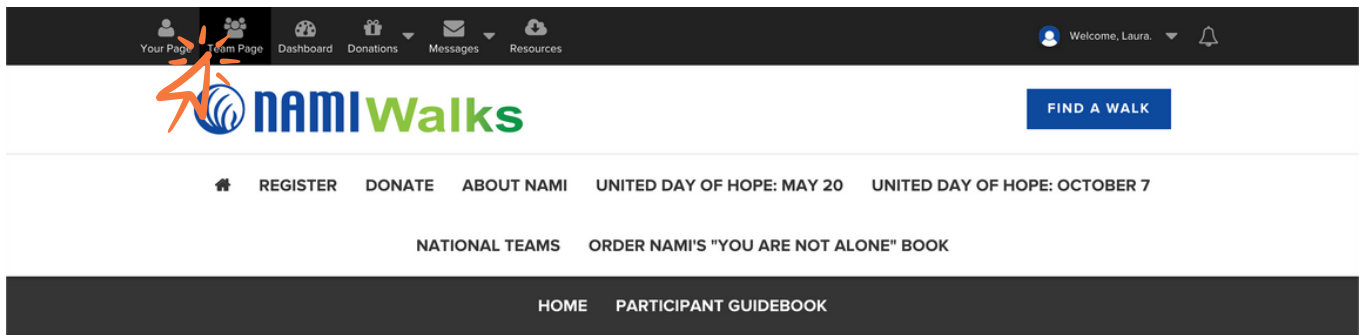 Your Page Team Page Dashboard Donations Messages Resources Welcome, Laura.
NAMIWalks
FIND A WALK
REGISTER DONATE ABOUT NAMI UNITED DAY OF HOPE: MAY 20 UNITED DAY OF HOPE: OCTOBER 7
NATIONAL TEAMS ORDER NAMI'S "YOU ARE NOT ALONE" BOOK
HOME PARTICIPANT GUIDEBOOK